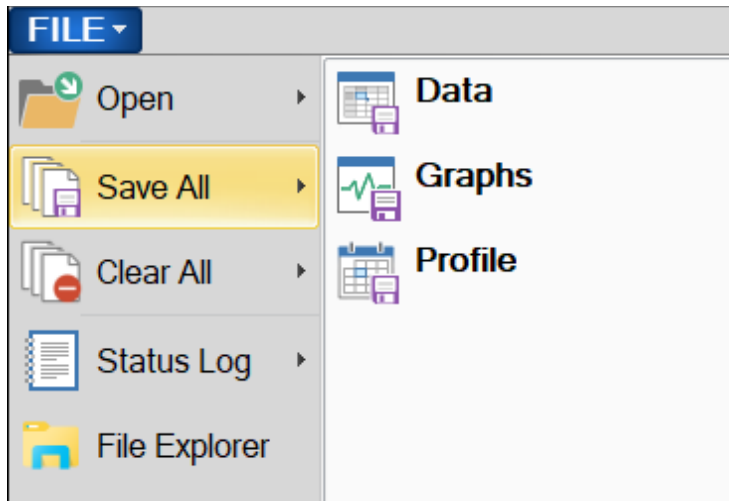 FILE
Open
Save All
Clear All
Status Log
File Explorer
Data
Graphs
Profile